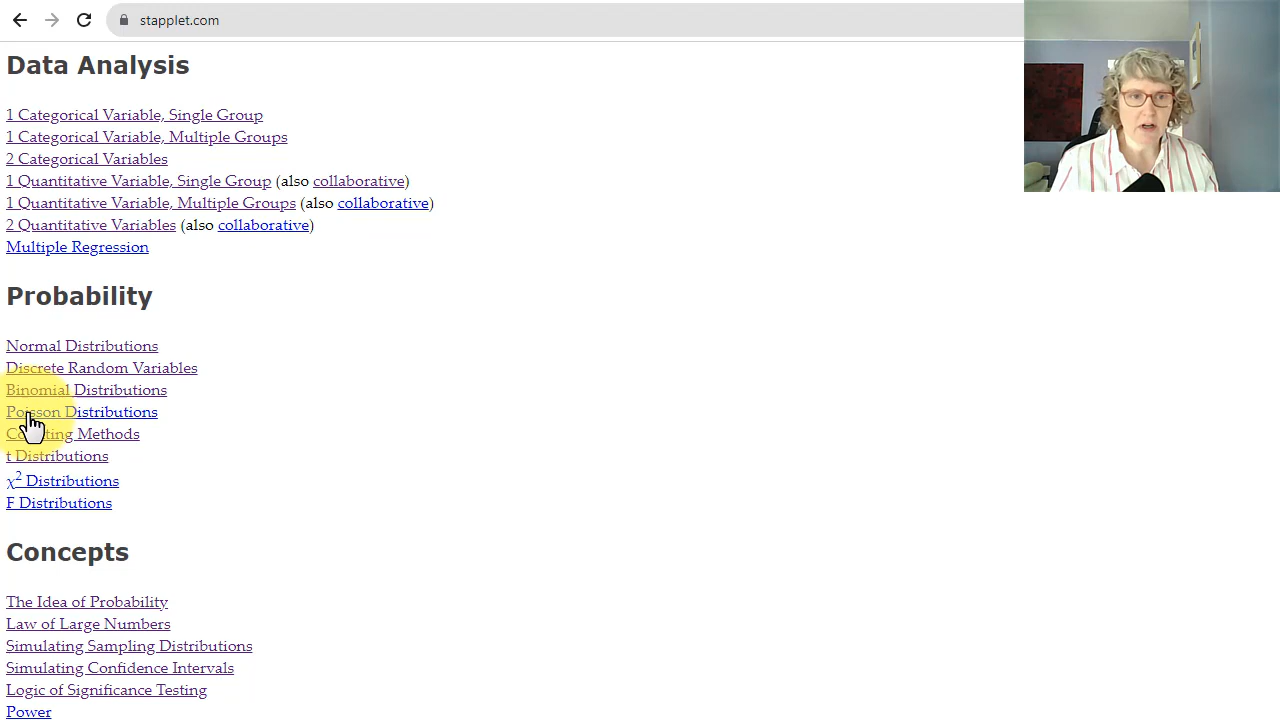 stapplet.com
Data Analysis
1 Categorical Variable, Single Group
1 Categorical Variable, Multiple Groups
2 Categorical Variables
1 Quantitative Variable, Single Group (also collaborative)
1 Quantitative Variable, Multiple Groups (also collaborative)
2 Quantitative Variables (also collaborative)
Multiple Regression
Probability
Normal Distributions
Discrete Random Variables
Binomial Distributions
Poisson Distributions
Counting Methods
t Distributions
χ² Distributions
F Distributions
Concepts
The Idea of Probability
Law of Large Numbers
Simulating Sampling Distributions
Simulating Confidence Intervals
Logic of Significance Testing
Power